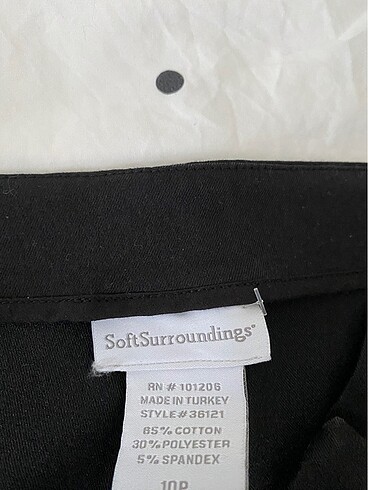 SoftSurroundings®
RN # 101206
MADE IN TURKEY
STYLE# 36121
65% COTTON
30% POLYESTER
5% SPANDEX
10P